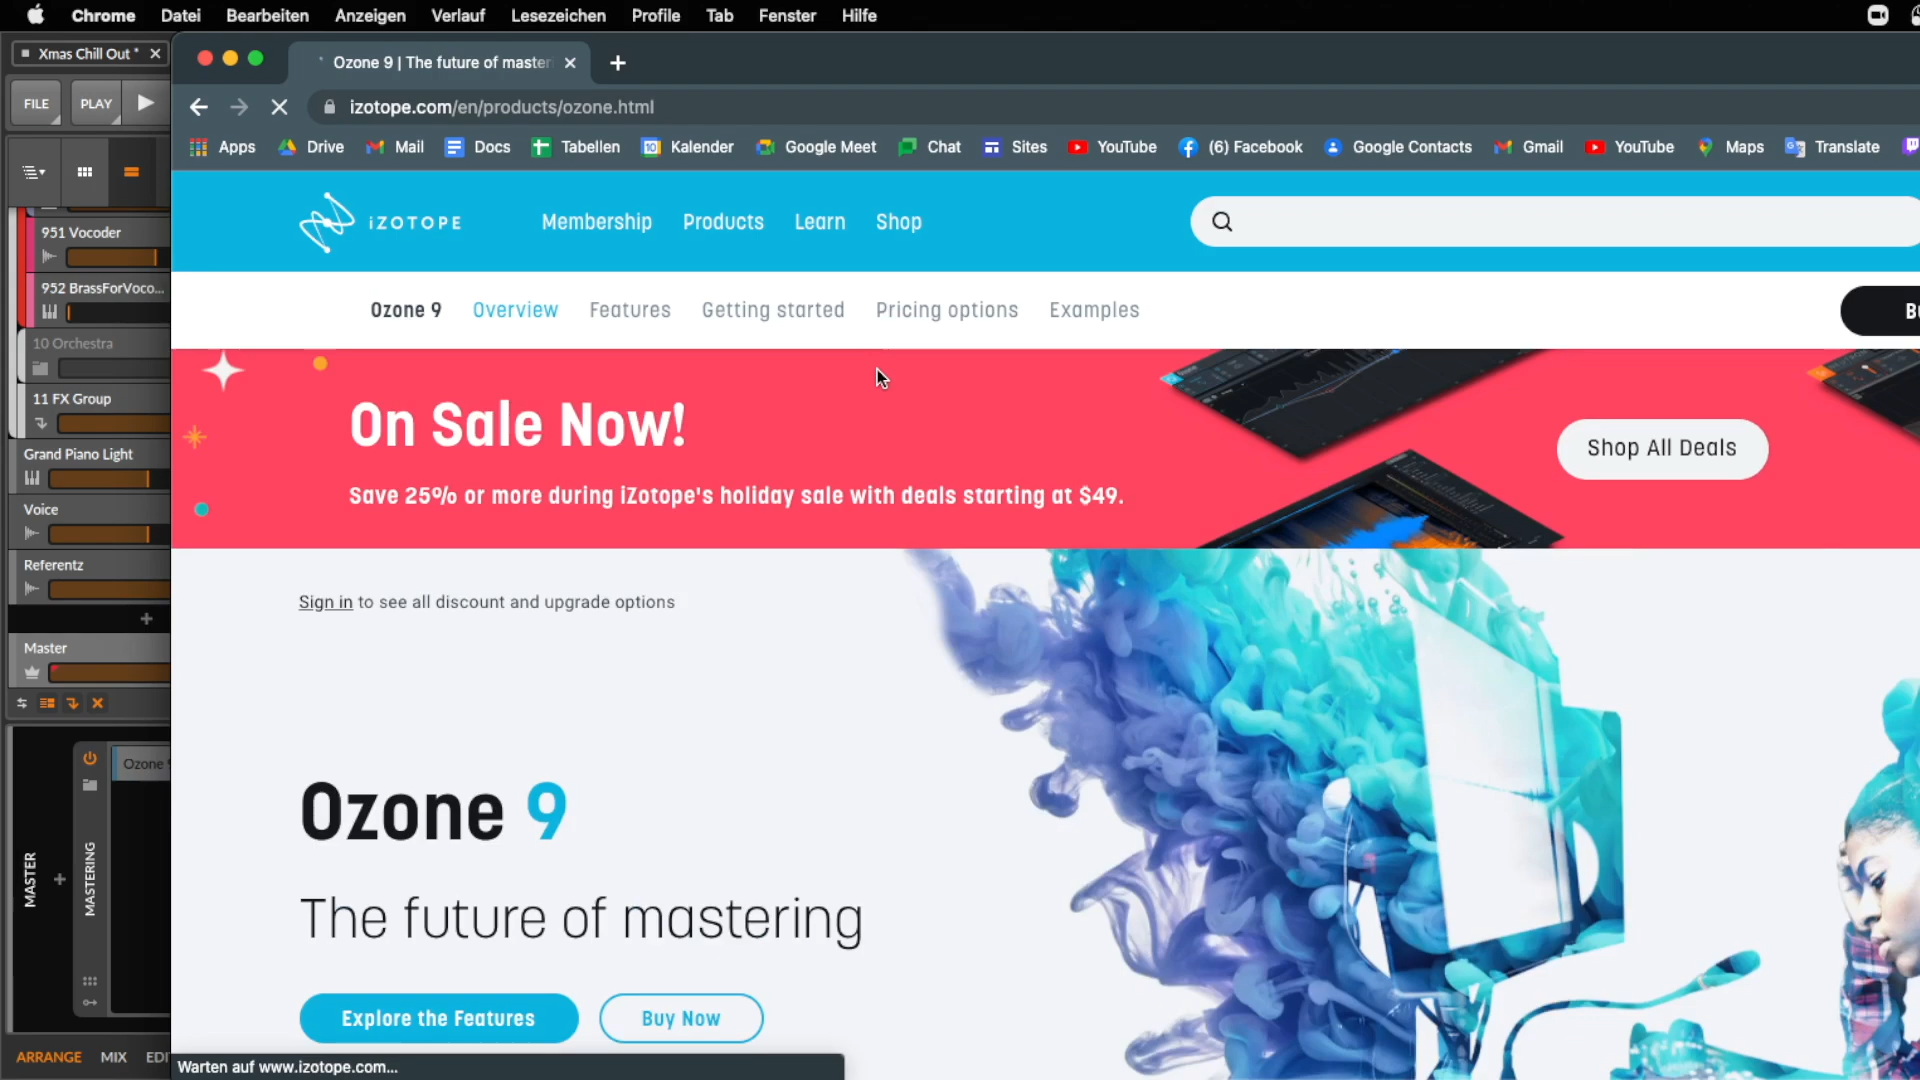 Chrome Datei Bearbeiten Anzeigen Verlauf Lesezeichen Profile Tab Fenster Hilfe
Xmas Chill Out *
Ozone 9 | The future of master
FILE PLAY
izotope.com/en/products/ozone.html
Apps Drive Mail Docs Tabellen Kalender Google Meet Chat Sites YouTube (6) Facebook Google Contacts Gmail YouTube Maps Translate
iZOTOPE Membership Products Learn Shop
951 Vocoder
952 BrassForVoco...
10 Orchestra
11 FX Group
Grand Piano Light
Voice
Referentz
Master
Ozone 9 Overview Features Getting started Pricing options Examples
On Sale Now!
Save 25% or more during iZotope's holiday sale with deals starting at $49.
Shop All Deals
Sign in to see all discount and upgrade options
Ozone 9
The future of mastering
Explore the Features Buy Now
Ozone
MASTER
MASTERING
ARRANGE MIX
Warten auf www.izotope.com...